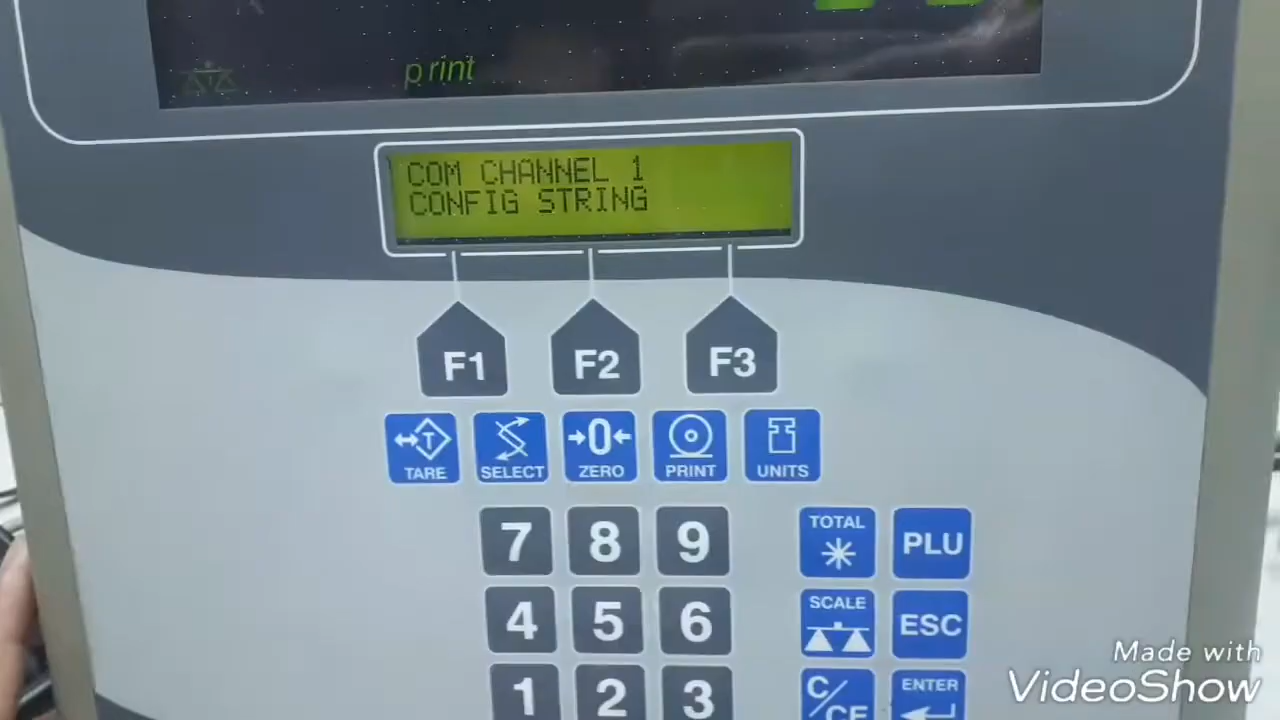 print
COM CHANNEL 1
CONFIG STRING
F1 F2 F3
T
TARE SELECT →0← ZERO PRINT UNITS
7 8 9 TOTAL * PLU
4 5 6 SCALE ESC
1 2 3 C/CE ENTER
Made with
VideoShow